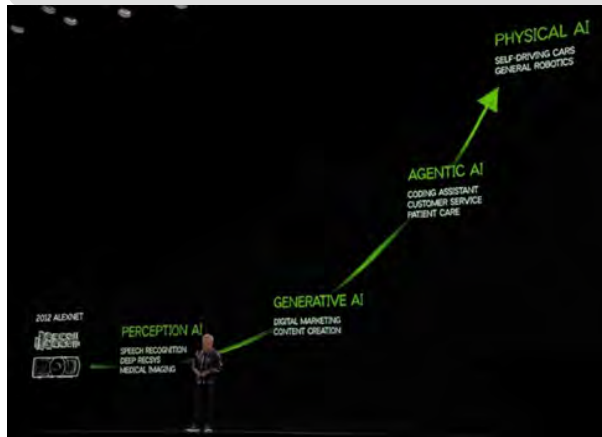 2012 ALEXNET
PERCEPTION AI
SPEECH RECOGNITION
DEEP RECSYS
MEDICAL IMAGING
GENERATIVE AI
DIGITAL MARKETING
CONTENT CREATION
AGENTIC AI
CODING ASSISTANT
CUSTOMER SERVICE
PATIENT CARE
PHYSICAL AI
SELF-DRIVING CARS
GENERAL ROBOTICS